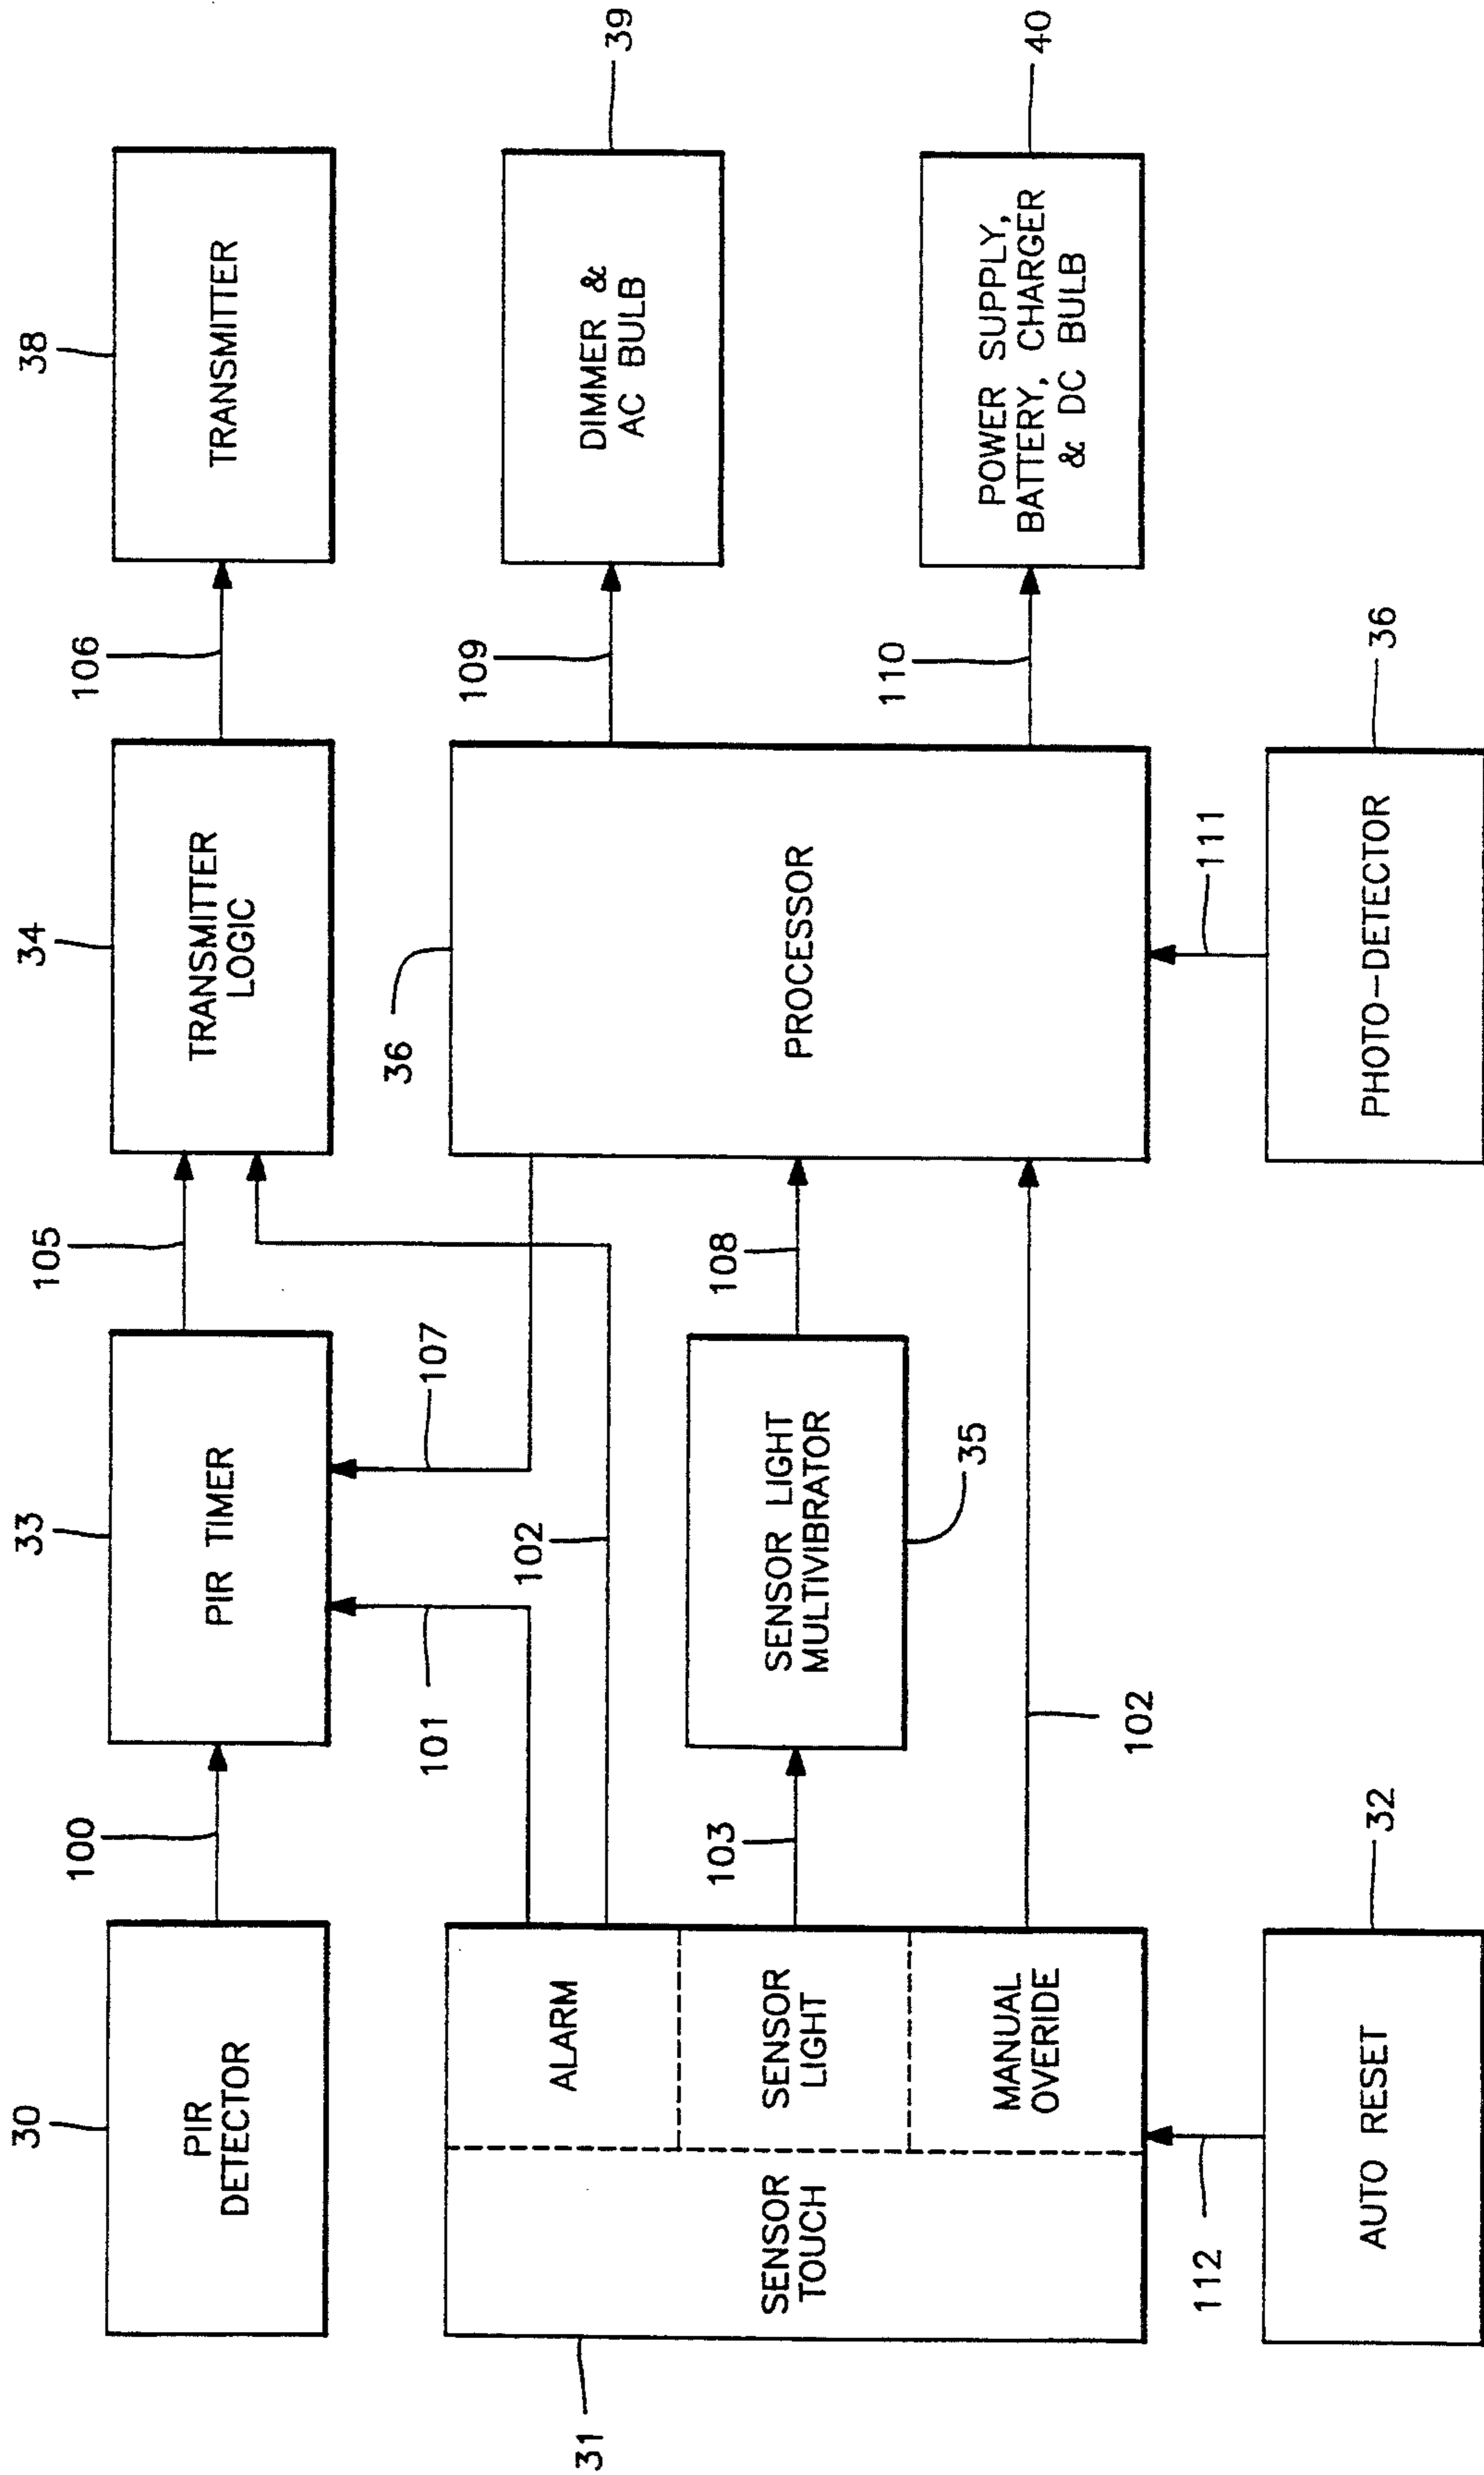 30
PIR
DETECTOR
100
33
PIR TIMER
105
34
TRANSMITTER
LOGIC
106
38
TRANSMITTER
31
SENSOR
TOUCH
ALARM
SENSOR
LIGHT
MANUAL
OVERIDE
101
107
102
103
SENSOR LIGHT
MULTIVIBRATOR
35
108
102
36
PROCESSOR
109
DIMMER &
AC BULB
39
110
POWER SUPPLY,
BATTERY, CHARGER
& DC BULB
40
112
AUTO RESET
32
111
PHOTO-DETECTOR
36